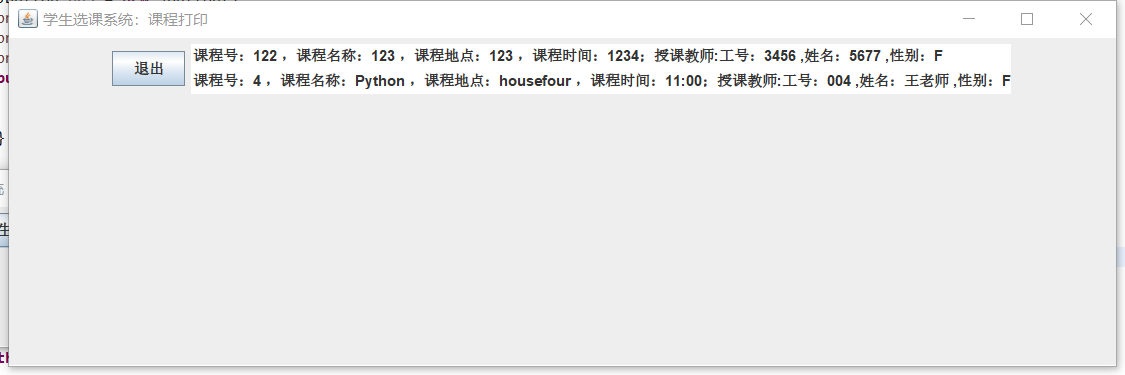 学生选课系统：课程打印
退出
课程号：122 ，课程名称：123 ，课程地点：123 ，课程时间：1234；授课教师:工号：3456 ,姓名：5677 ,性别：F
课程号：4 ，课程名称：Python ，课程地点：housefour ，课程时间：11:00；授课教师:工号：004 ,姓名：王老师 ,性别：F